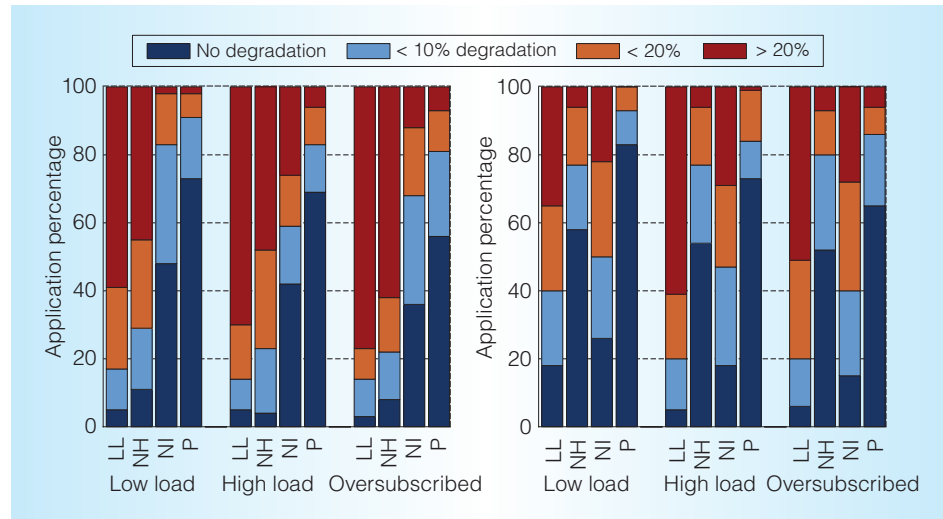 No degradation < 10% degradation < 20% > 20%
Application percentage
100
80
60
40
20
0
LL NH NI P LL NH NI P LL NH NI P
Low load High load Oversubscribed
Application percentage
100
80
60
40
20
0
LL NH NI P LL NH NI P LL NH NI P
Low load High load Oversubscribed